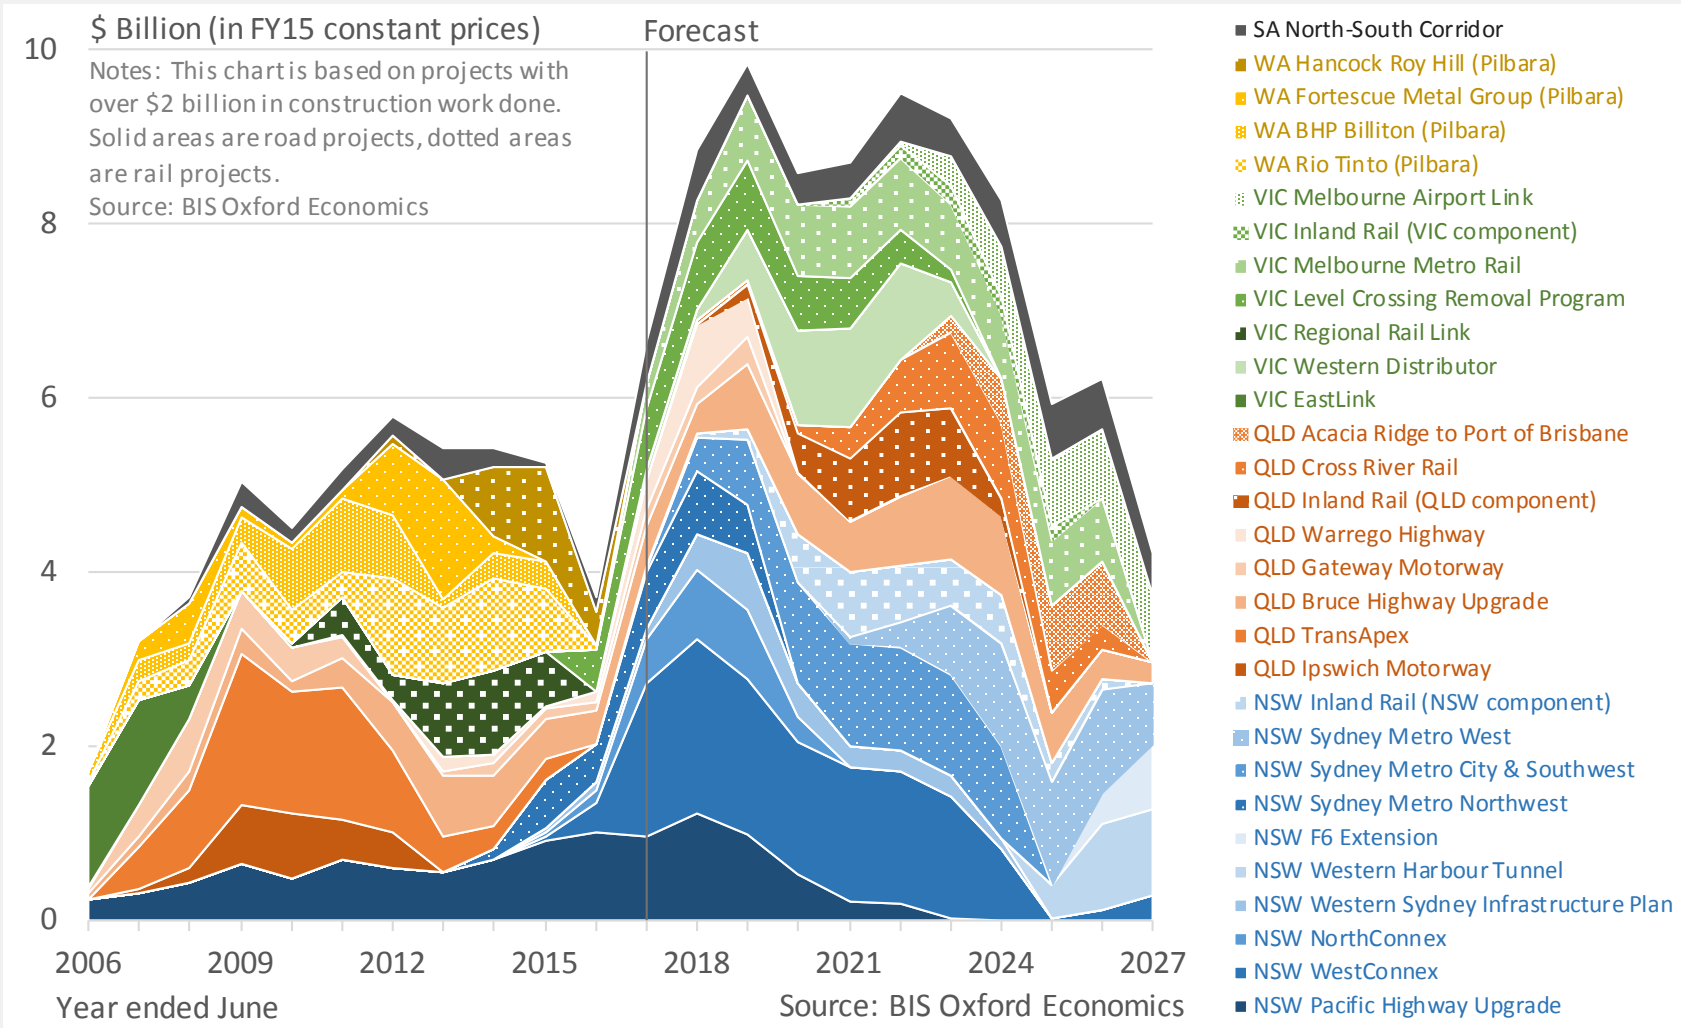 $ Billion (in FY15 constant prices)
Forecast
Notes: This chart is based on projects with
over $2 billion in construction work done.
Solid areas are road projects, dotted areas
are rail projects.
Source: BIS Oxford Economics
10
8
6
4
2
0
2006
2009
2012
2015
2018
2021
2024
2027
Year ended June
Source: BIS Oxford Economics
SA North-South Corridor
WA Hancock Roy Hill (Pilbara)
WA Fortescue Metal Group (Pilbara)
WA BHP Billiton (Pilbara)
WA Rio Tinto (Pilbara)
VIC Melbourne Airport Link
VIC Inland Rail (VIC component)
VIC Melbourne Metro Rail
VIC Level Crossing Removal Program
VIC Regional Rail Link
VIC Western Distributor
VIC EastLink
QLD Acacia Ridge to Port of Brisbane
QLD Cross River Rail
QLD Inland Rail (QLD component)
QLD Warrego Highway
QLD Gateway Motorway
QLD Bruce Highway Upgrade
QLD TransApex
QLD Ipswich Motorway
NSW Inland Rail (NSW component)
NSW Sydney Metro West
NSW Sydney Metro City & Southwest
NSW Sydney Metro Northwest
NSW F6 Extension
NSW Western Harbour Tunnel
NSW Western Sydney Infrastructure Plan
NSW NorthConnex
NSW WestConnex
NSW Pacific Highway Upgrade